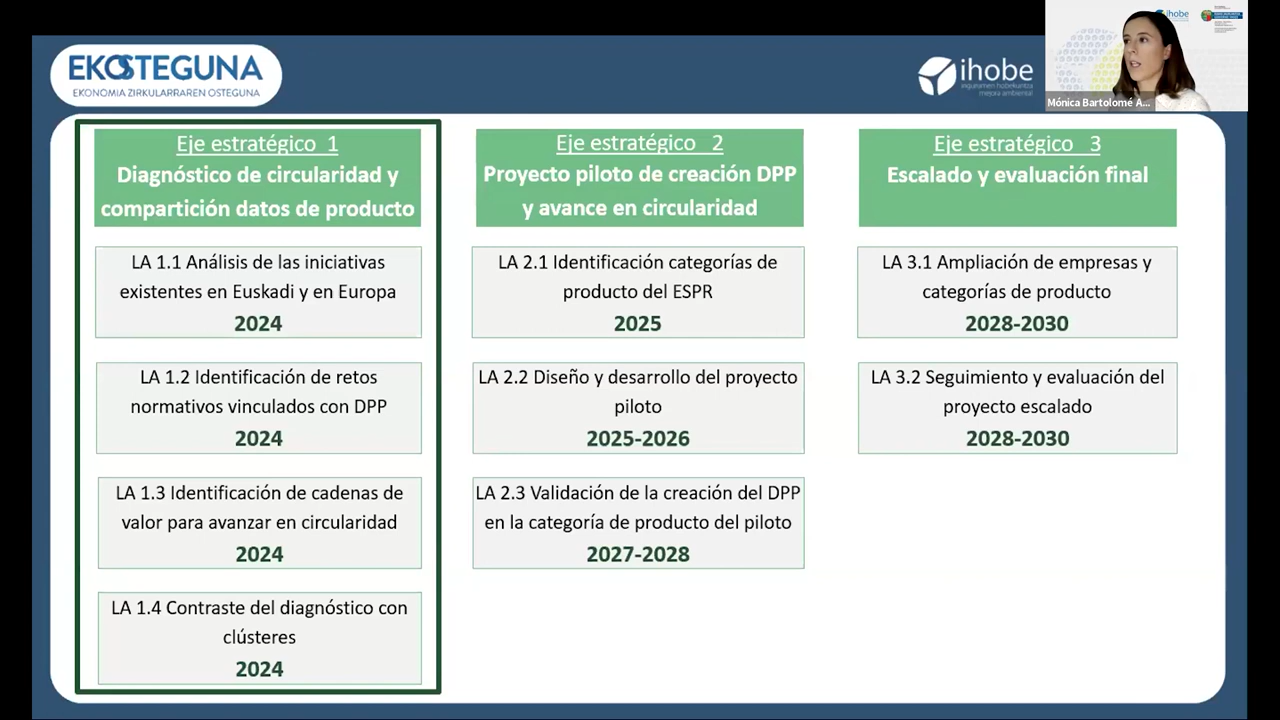 EKOSTEGUNA
EKONOMIA ZIRKULARRAREN OSTEGUNA
ihobe
ingurumen hobekuntza
mejora ambiental
ihobe
Mónica Bartolomé A...
Eje estratégico 1
Diagnóstico de circularidad y
compartición datos de producto
LA 1.1 Análisis de las iniciativas
existentes en Euskadi y en Europa
2024
LA 1.2 Identificación de retos
normativos vinculados con DPP
2024
LA 1.3 Identificación de cadenas de
valor para avanzar en circularidad
2024
LA 1.4 Contraste del diagnóstico con
clústeres
2024
Eje estratégico 2
Proyecto piloto de creación DPP
y avance en circularidad
LA 2.1 Identificación categorías de
producto del ESPR
2025
LA 2.2 Diseño y desarrollo del proyecto
piloto
2025-2026
LA 2.3 Validación de la creación del DPP
en la categoría de producto del piloto
2027-2028
Eje estratégico 3
Escalado y evaluación final
LA 3.1 Ampliación de empresas y
categorías de producto
2028-2030
LA 3.2 Seguimiento y evaluación del
proyecto escalado
2028-2030